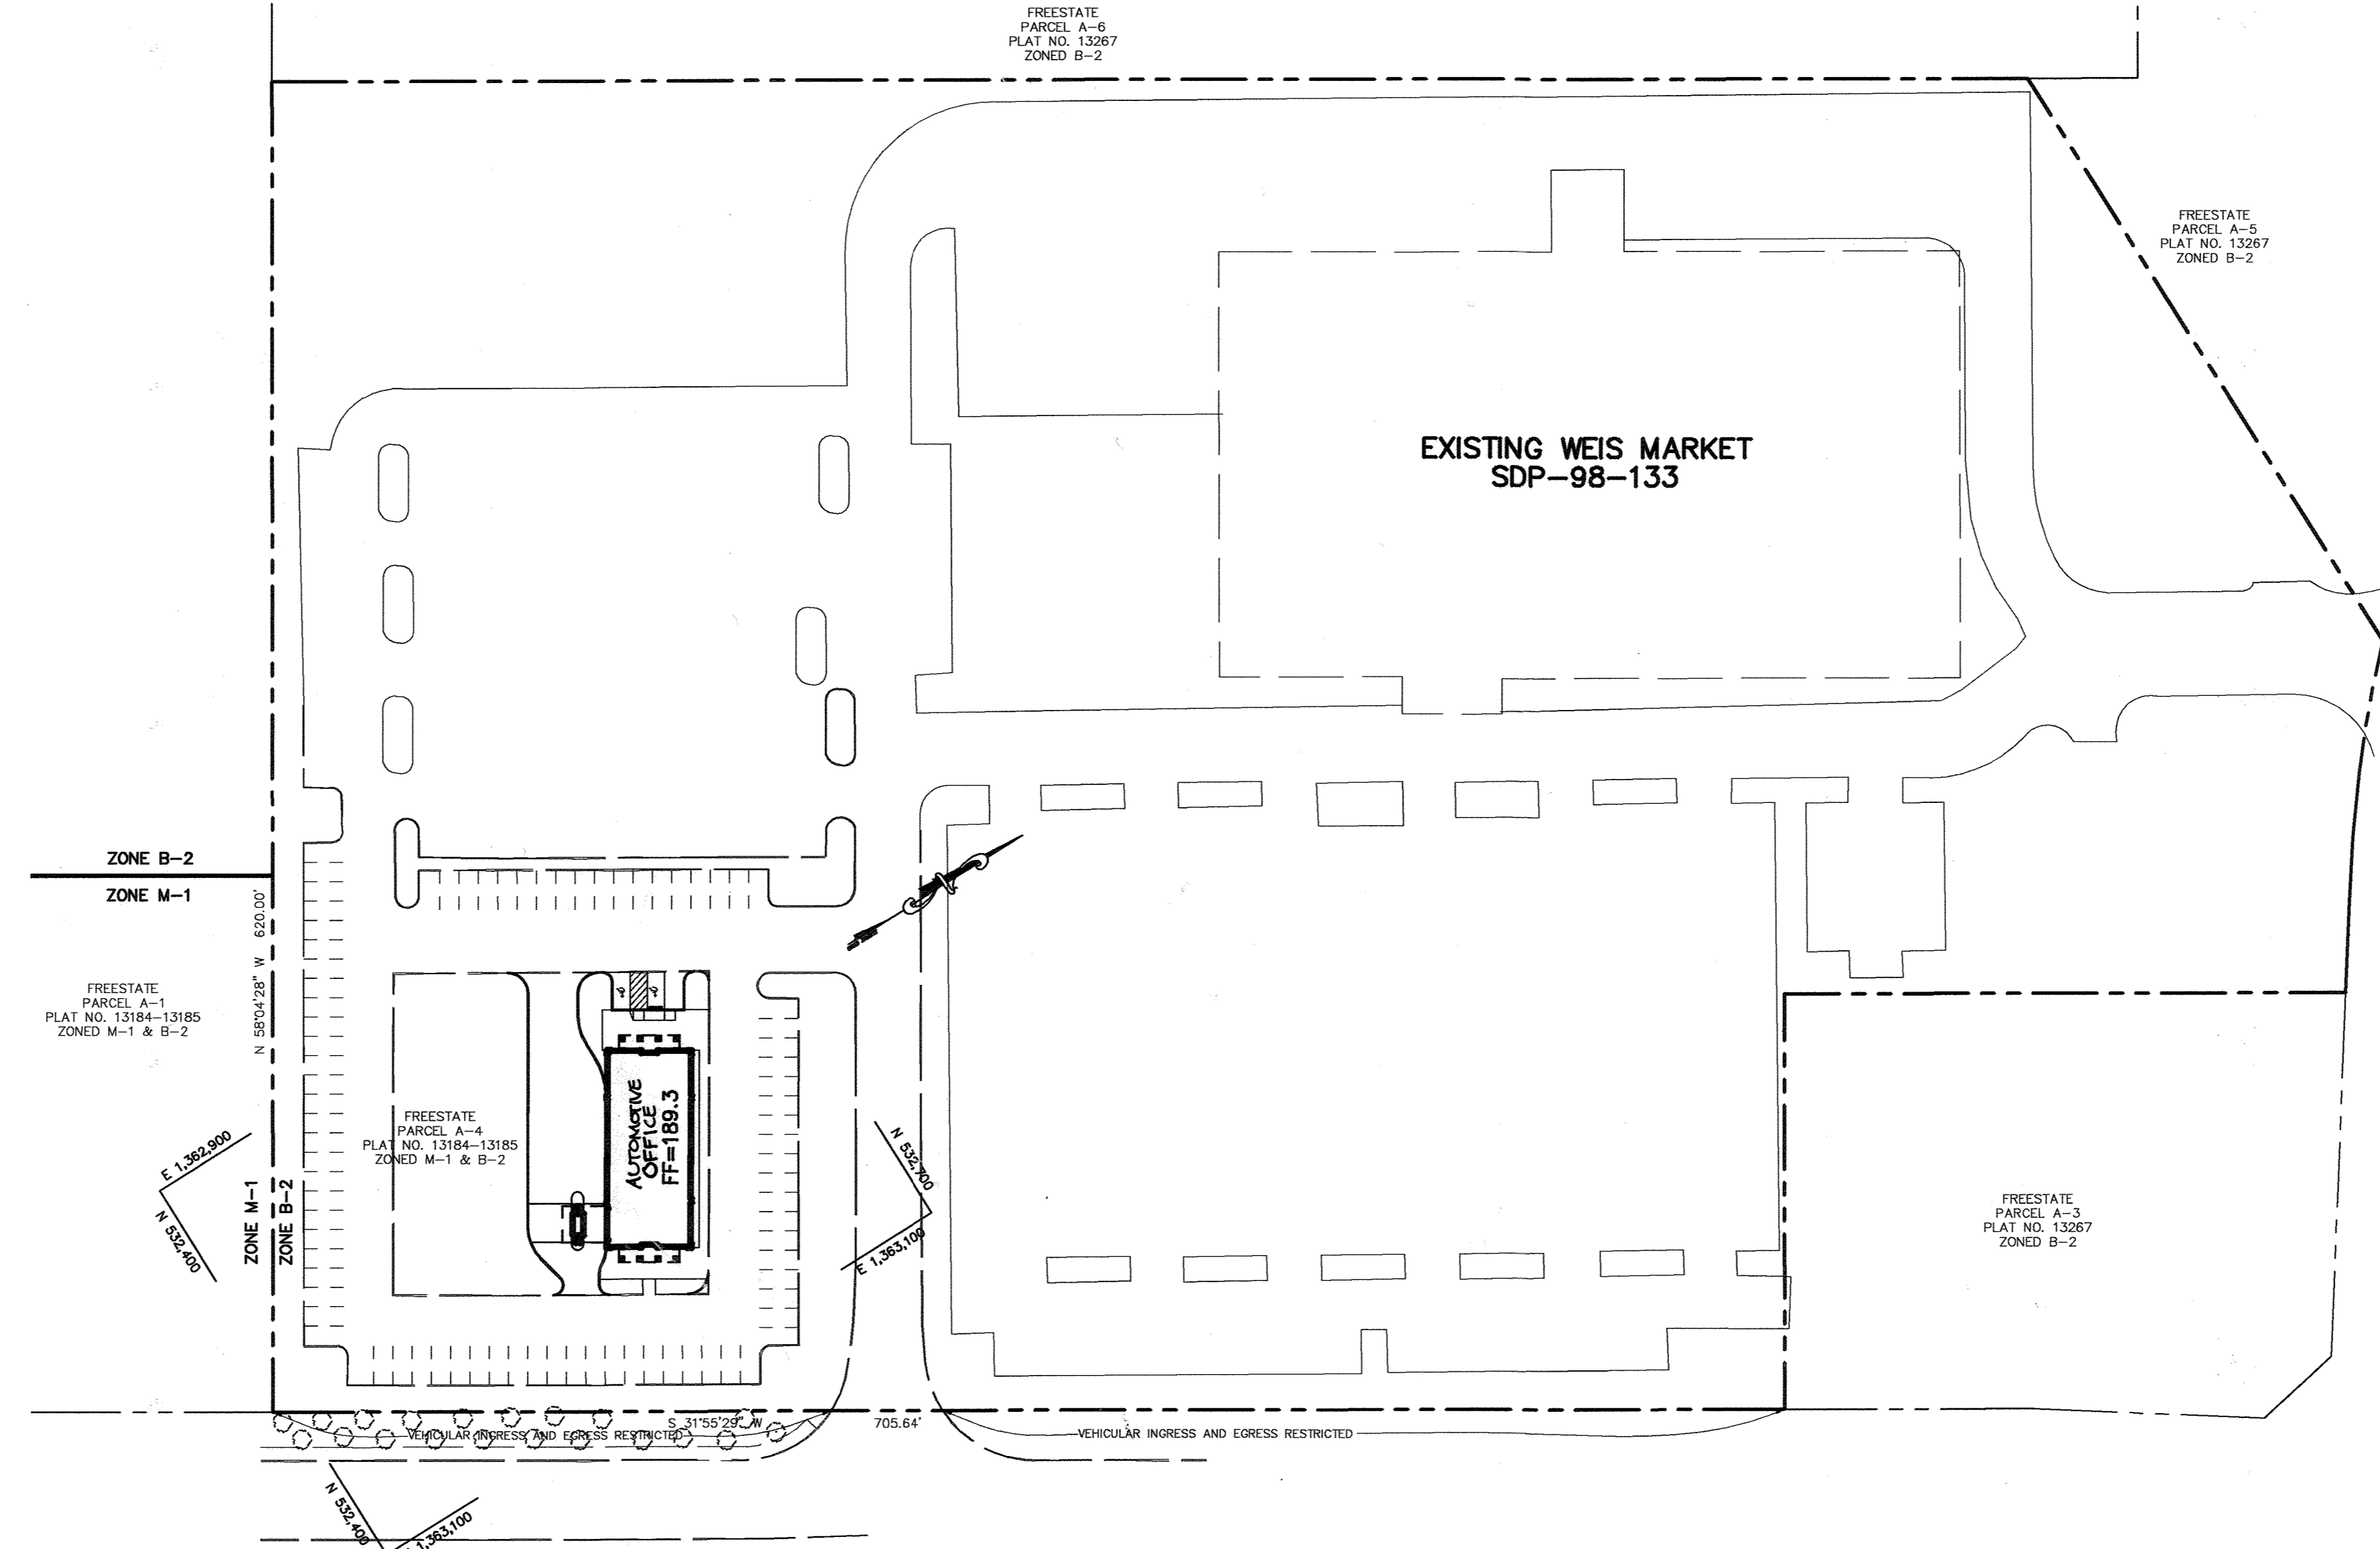 FREESTATE
PARCEL A-6
PLAT NO. 13267
ZONED B-2
FREESTATE
PARCEL A-5
PLAT NO. 13267
ZONED B-2
EXISTING WEIS MARKET
SDP-98-133
ZONE B-2
ZONE M-1
N 58°04'28" W 620.00'
FREESTATE
PARCEL A-1
PLAT NO. 13184-13185
ZONED M-1 & B-2
FREESTATE
PARCEL A-4
PLAT NO. 13184-13185
ZONED M-1 & B-2
AUTOMOTIVE
OFFICE
FF=189.3
E 1,362,900
N 532,400
ZONE M-1
ZONE B-2
N 532,700
E 1,363,100
FREESTATE
PARCEL A-3
PLAT NO. 13267
ZONED B-2
S 31°55'29" W 705.64'
VEHICULAR INGRESS AND EGRESS RESTRICTED
VEHICULAR INGRESS AND EGRESS RESTRICTED
N 532,400
1,363,100